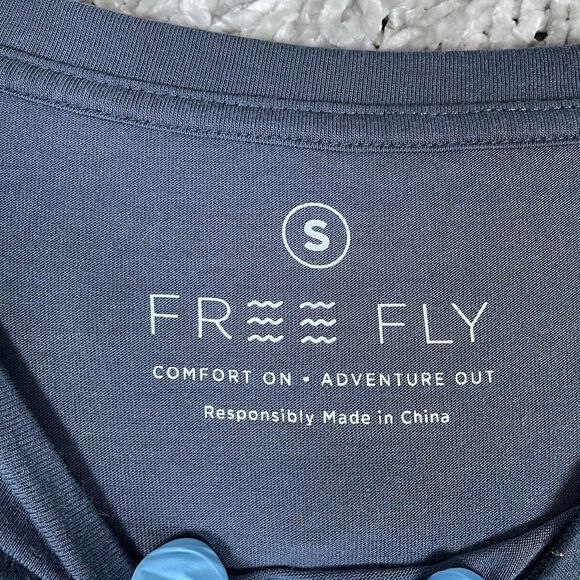 S
FREE FLY
COMFORT ON • ADVENTURE OUT
Responsibly Made in China